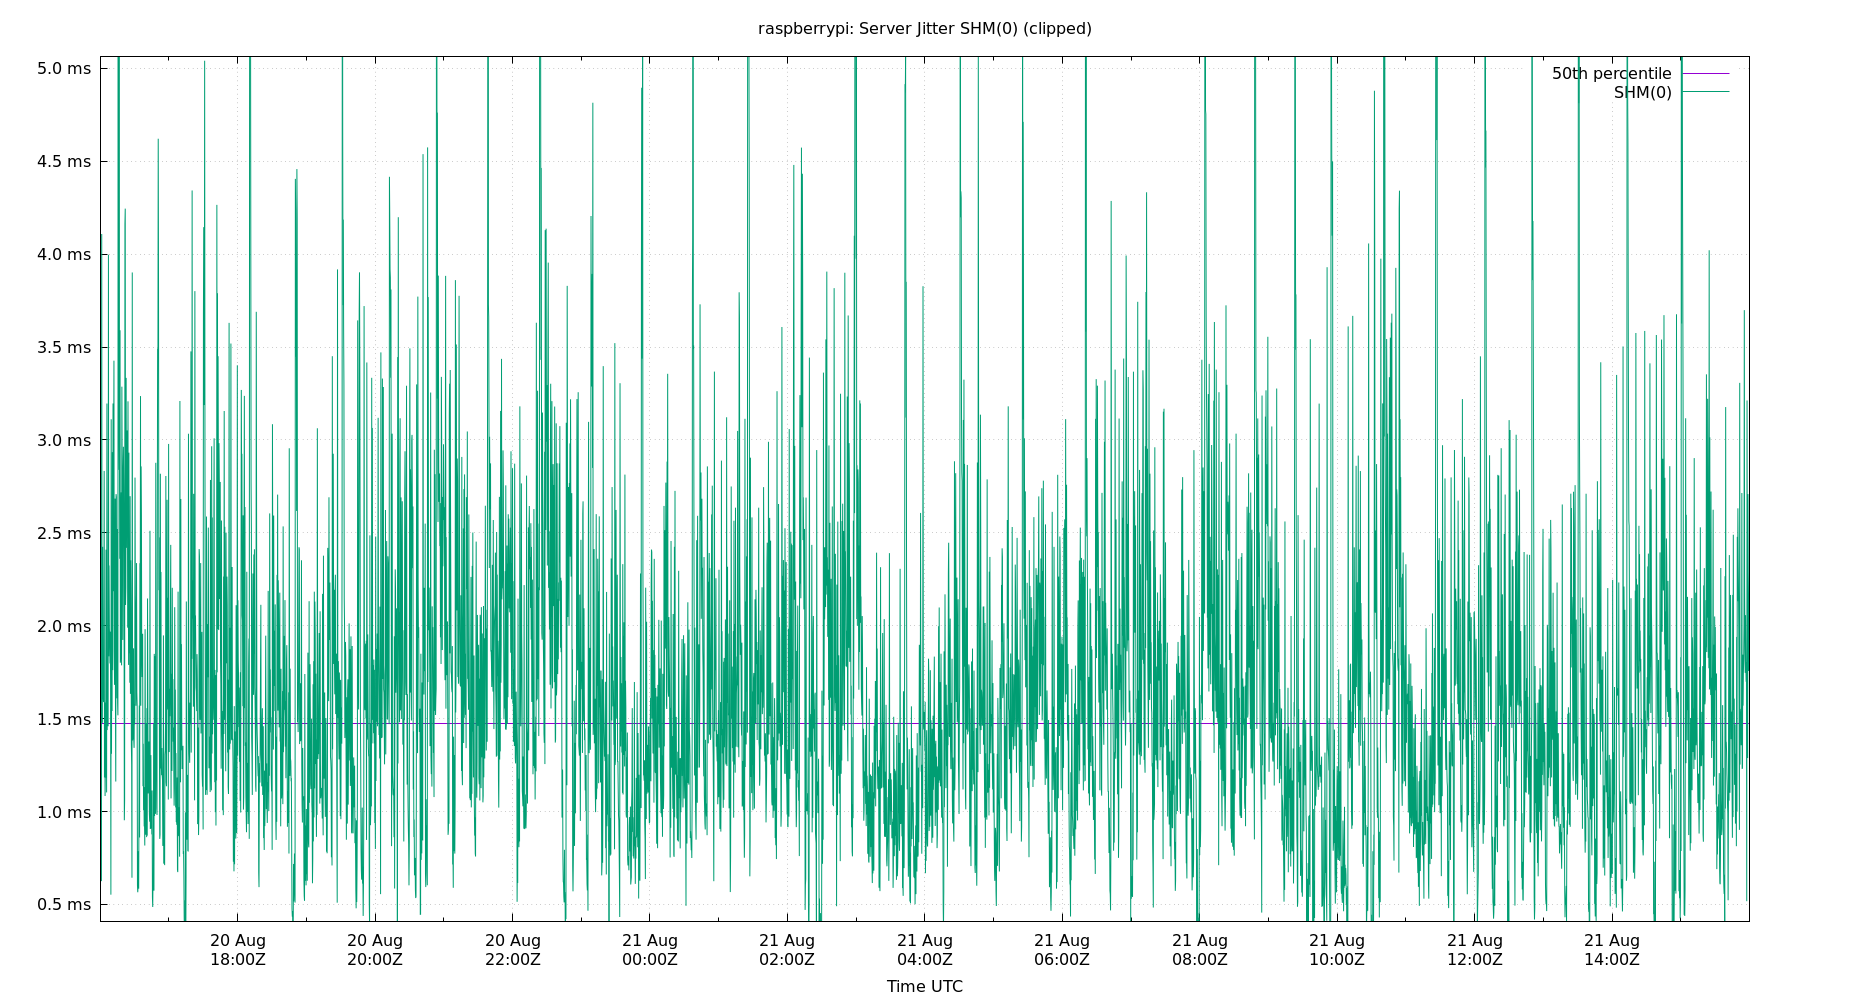 raspberrypi: Server Jitter SHM(0) (clipped)
5.0 ms
4.5 ms
4.0 ms
3.5 ms
3.0 ms
2.5 ms
2.0 ms
1.5 ms
1.0 ms
0.5 ms
50th percentile
SHM(0)
20 Aug 20 Aug 20 Aug 21 Aug 21 Aug 21 Aug 21 Aug 21 Aug 21 Aug 21 Aug 21 Aug
18:00Z 20:00Z 22:00Z 00:00Z 02:00Z 04:00Z 06:00Z 08:00Z 10:00Z 12:00Z 14:00Z
Time UTC